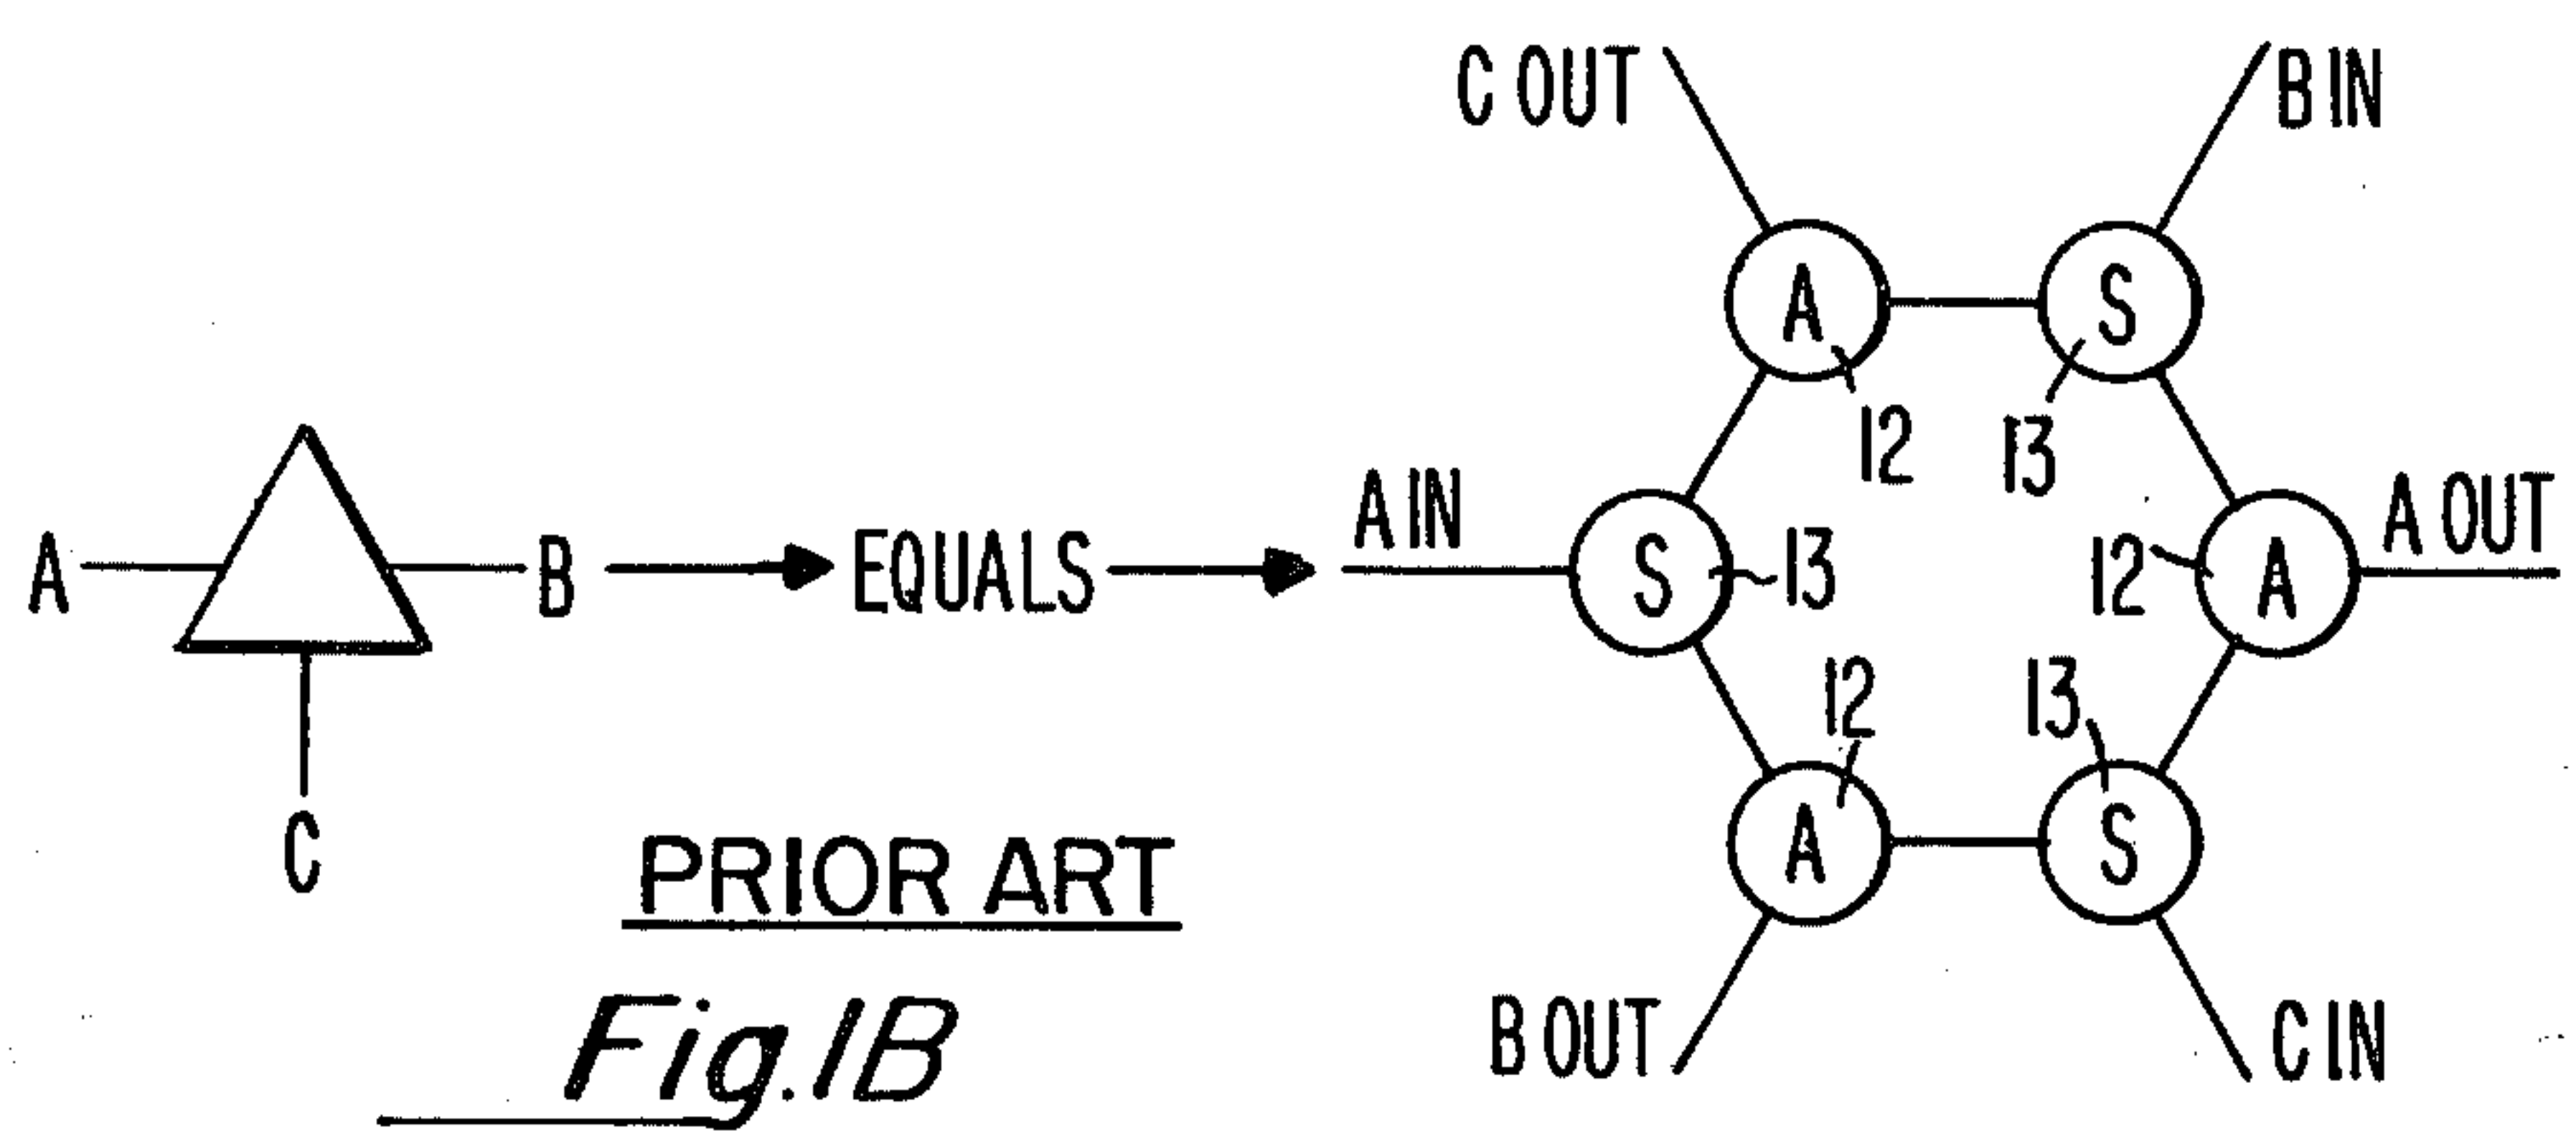 C OUT
B IN
A
S
12
13
A
B
EQUALS
A IN
S
13
12
A
A OUT
C
12
13
A
S
PRIOR ART
B OUT
C IN
Fig. 1B